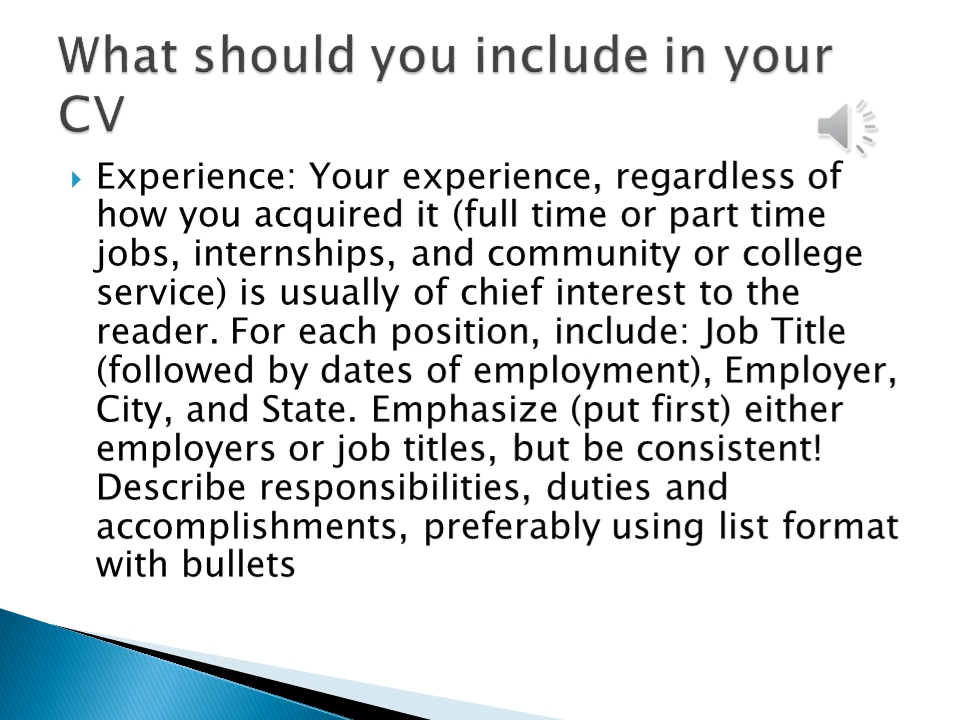 What should you include in your
CV
Experience: Your experience, regardless of
how you acquired it (full time or part time
jobs, internships, and community or college
service) is usually of chief interest to the
reader. For each position, include: Job Title
(followed by dates of employment), Employer,
City, and State. Emphasize (put first) either
employers or job titles, but be consistent!
Describe responsibilities, duties and
accomplishments, preferably using list format
with bullets